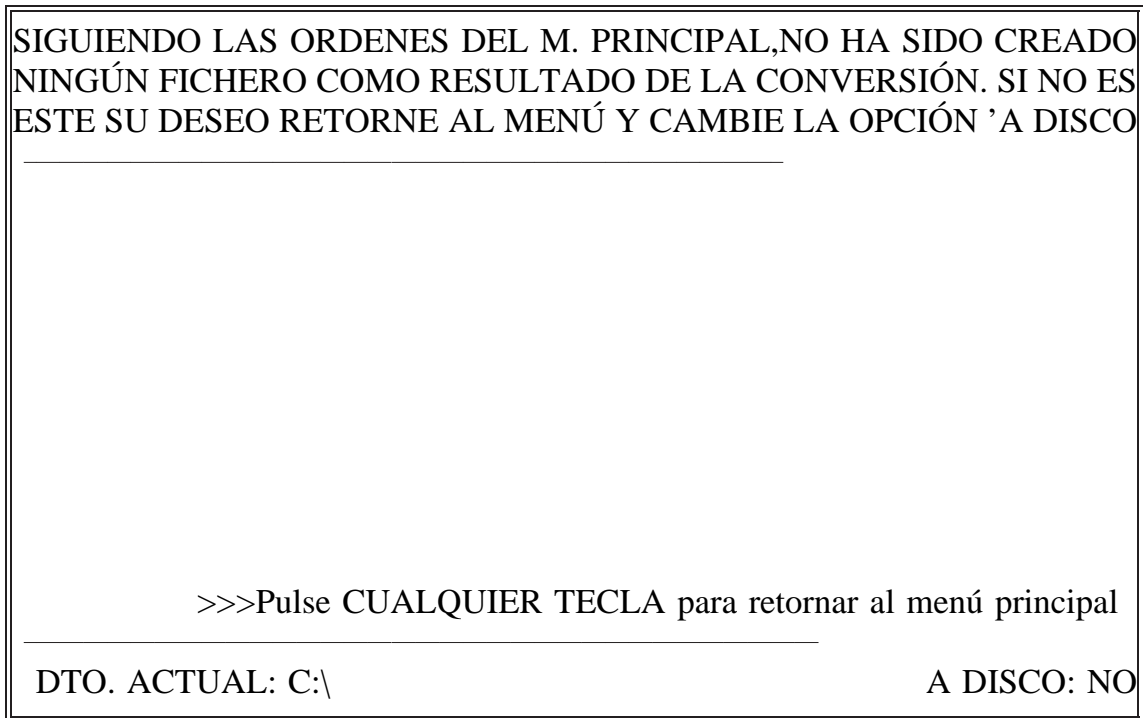 SIGUIENDO LAS ORDENES DEL M. PRINCIPAL,NO HA SIDO CREADO
NINGÚN FICHERO COMO RESULTADO DE LA CONVERSIÓN. SI NO ES
ESTE SU DESEO RETORNE AL MENÚ Y CAMBIE LA OPCIÓN ’A DISCO
>>>Pulse CUALQUIER TECLA para retornar al menú principal
DTO. ACTUAL: C:\ A DISCO: NO